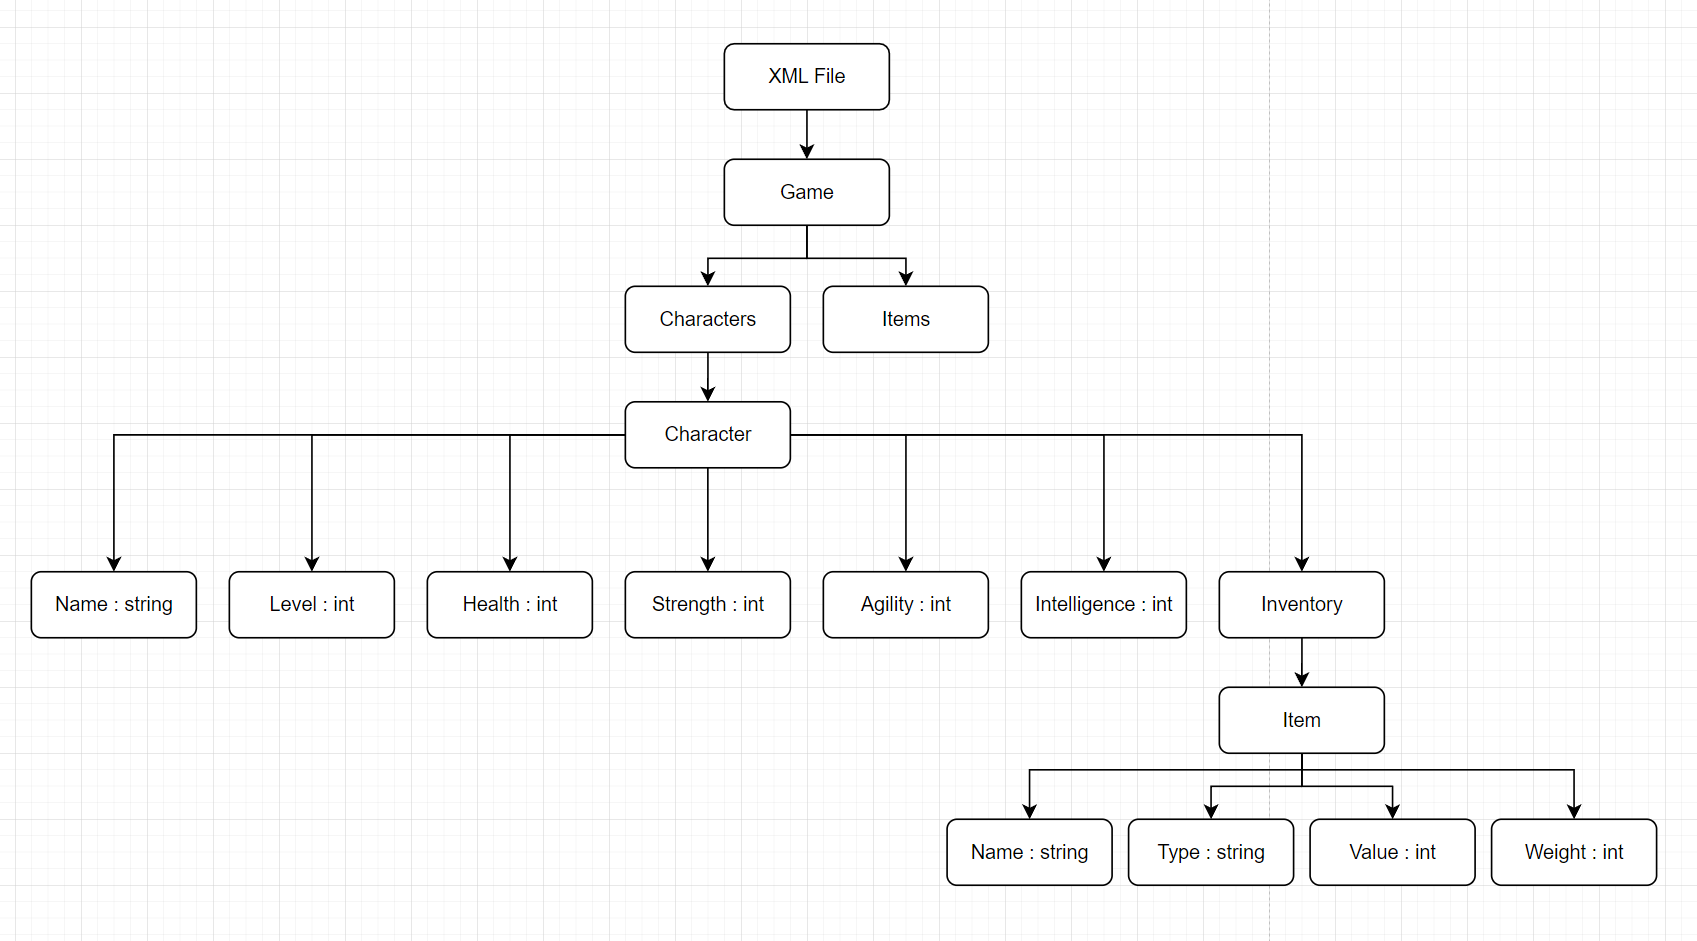 XML File
Game
Characters
Items
Character
Name : string
Level : int
Health : int
Strength : int
Agility : int
Intelligence : int
Inventory
Item
Name : string
Type : string
Value : int
Weight : int